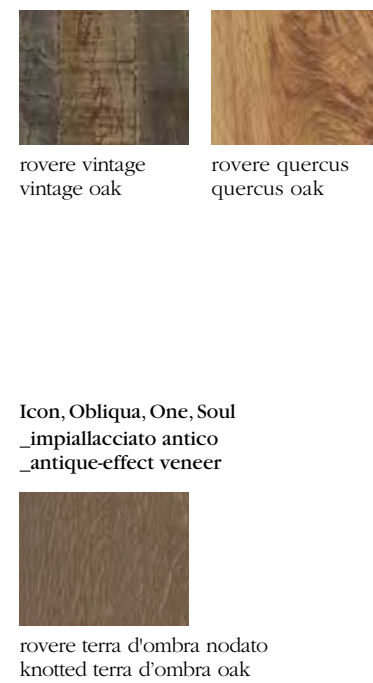 rovere vintage
vintage oak
rovere quercus
quercus oak
Icon, Obliqua, One, Soul
_impiallacciato antico
_antique-effect veneer
rovere terra d'ombra nodato
knotted terra d’ombra oak